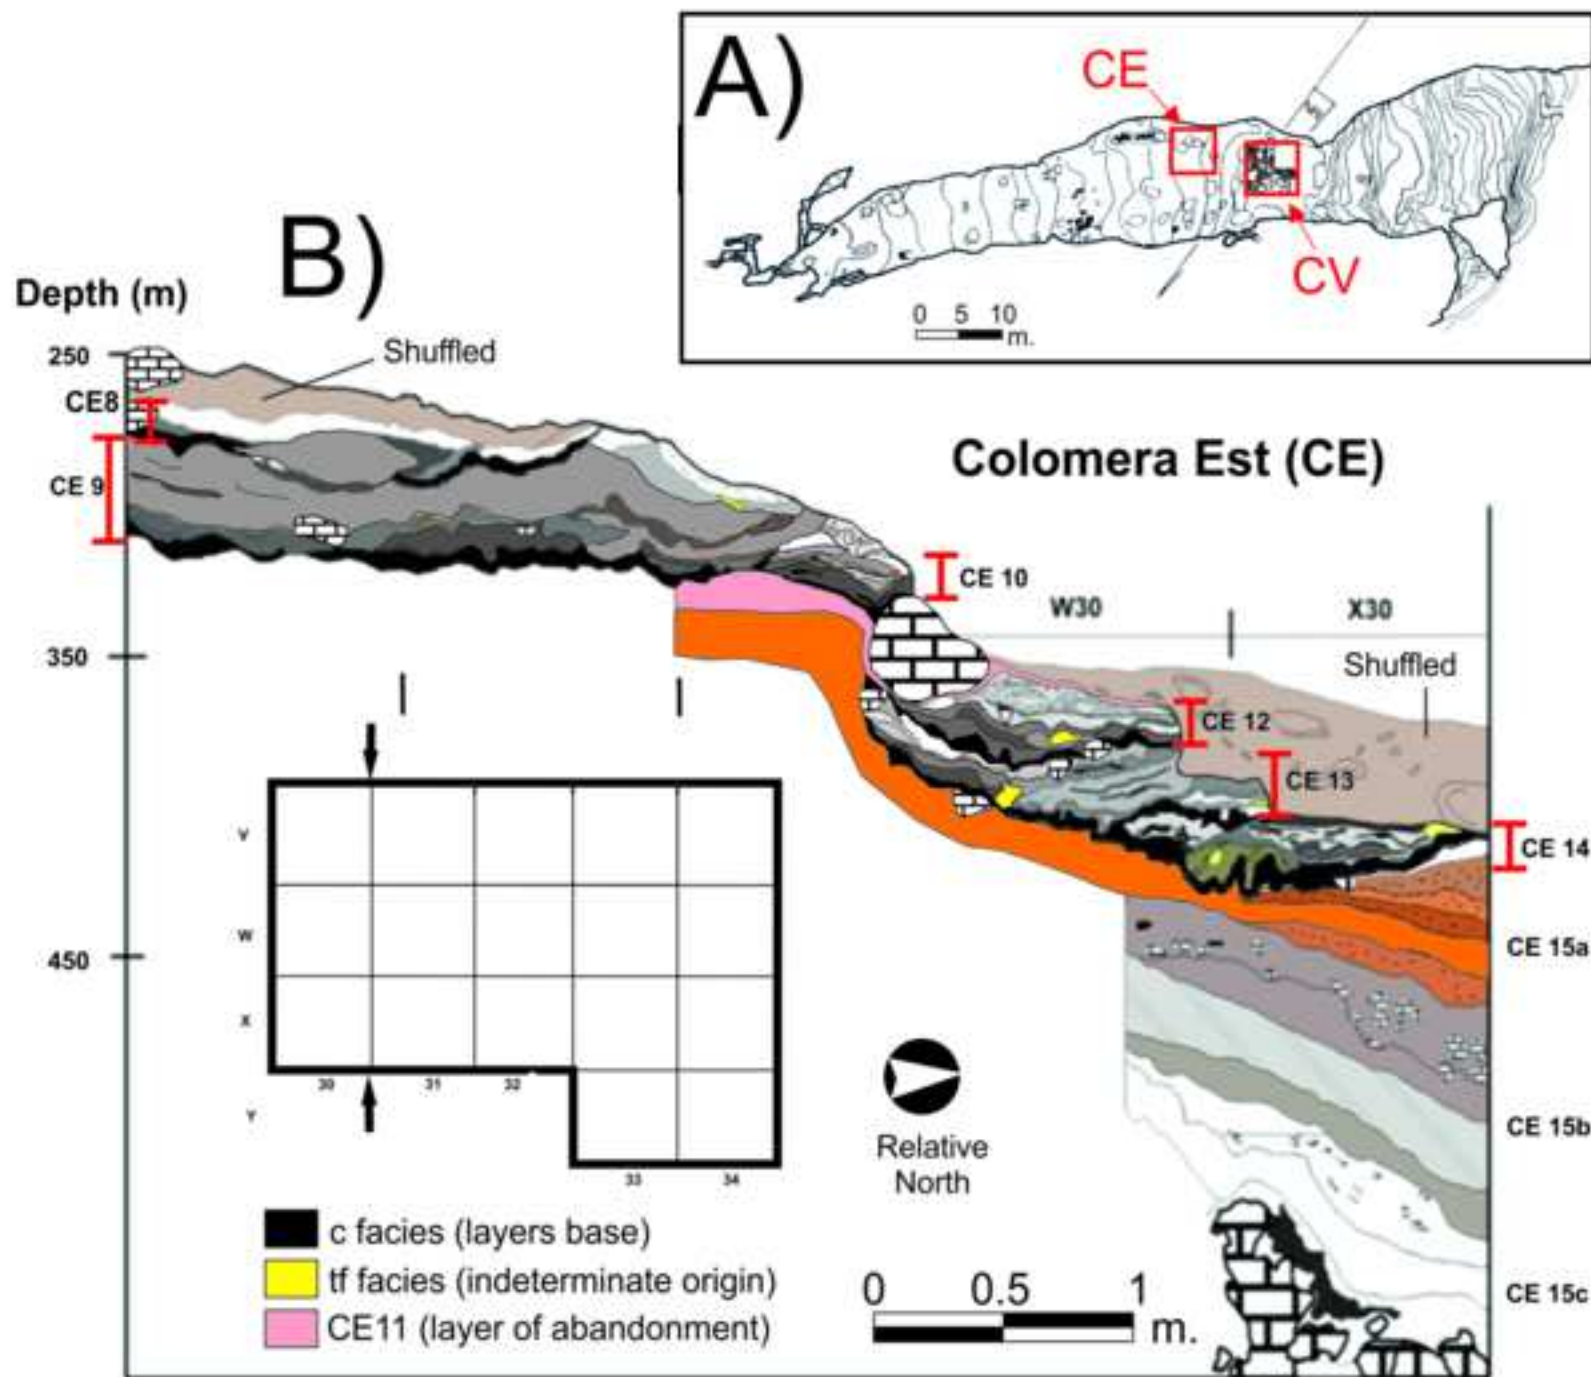 A)
CE
CV
0 5 10
m.
B)
Depth (m)
250
Shuffled
CE8
CE 9
Colomera Est (CE)
CE 10
W30
X30
350
Shuffled
CE 12
CE 13
CE 14
450
CE 15a
CE 15b
CE 15c
V
W
X
Y
30
31
32
33
34
Relative
North
c facies (layers base)
tf facies (indeterminate origin)
CE11 (layer of abandonment)
0 0.5 1
m.